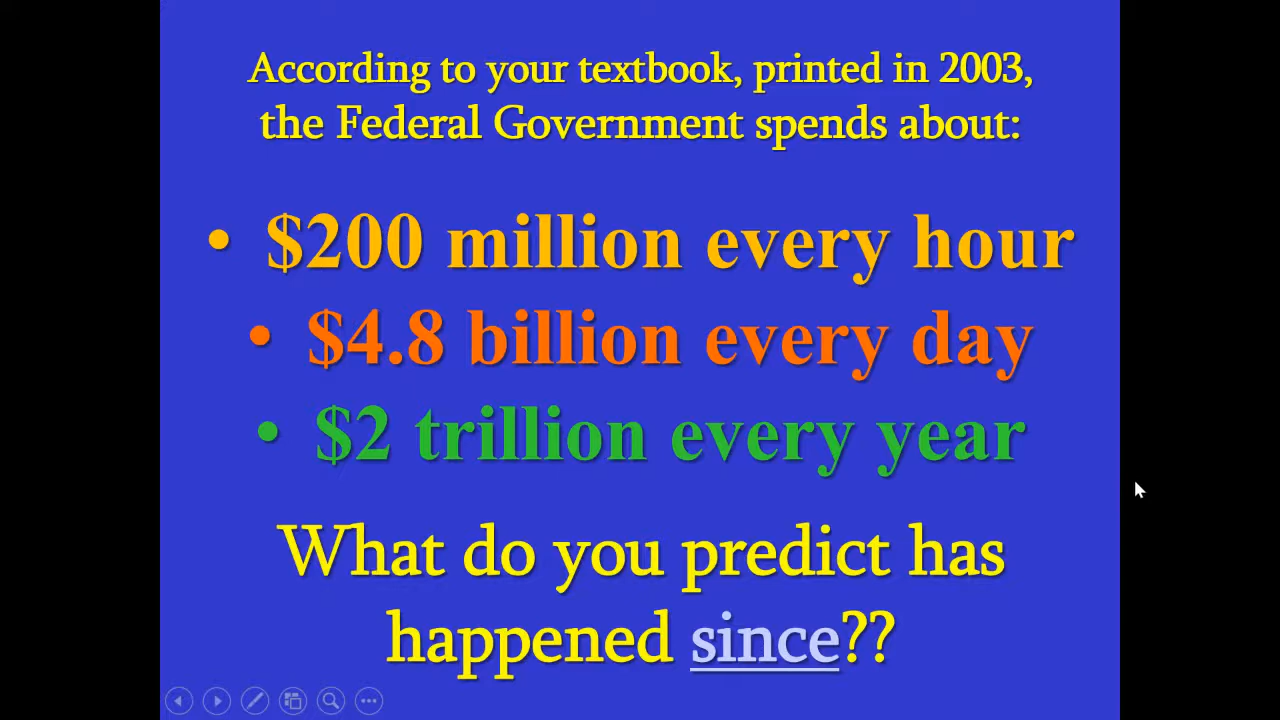 According to your textbook, printed in 2003,
the Federal Government spends about:
• $200 million every hour
• $4.8 billion every day
• $2 trillion every year
What do you predict has
happened since??